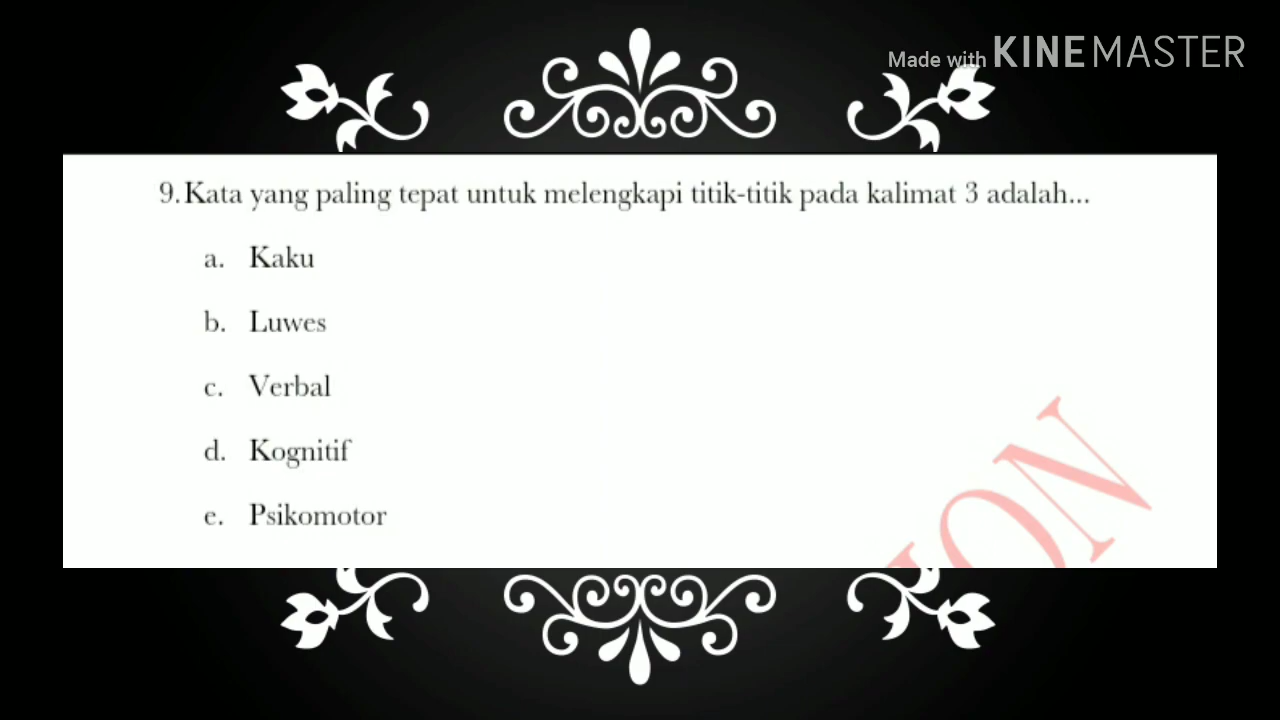 Made with KINEMASTER
9. Kata yang paling tepat untuk melengkapi titik-titik pada kalimat 3 adalah...
a. Kaku
b. Luwes
c. Verbal
d. Kognitif
e. Psikomotor